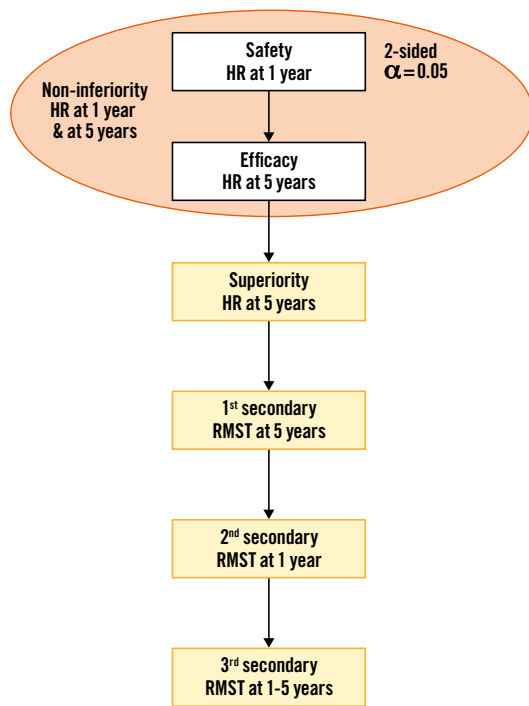 Safety
HR at 1 year
2-sided
α = 0.05
Non-inferiority
HR at 1 year
& at 5 years
Efficacy
HR at 5 years
Superiority
HR at 5 years
1st secondary
RMST at 5 years
2nd secondary
RMST at 1 year
3rd secondary
RMST at 1-5 years